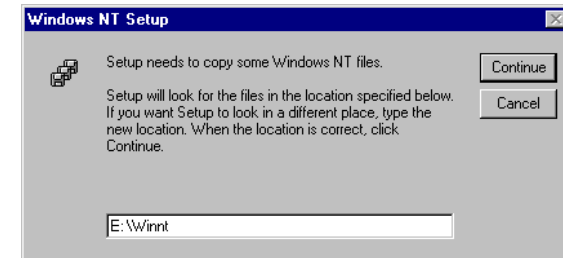 Windows NT Setup
Setup needs to copy some Windows NT files.
Continue
Setup will look for the files in the location specified below.
If you want Setup to look in a different place, type the
new location. When the location is correct, click
Continue.
Cancel
E:\Winnt